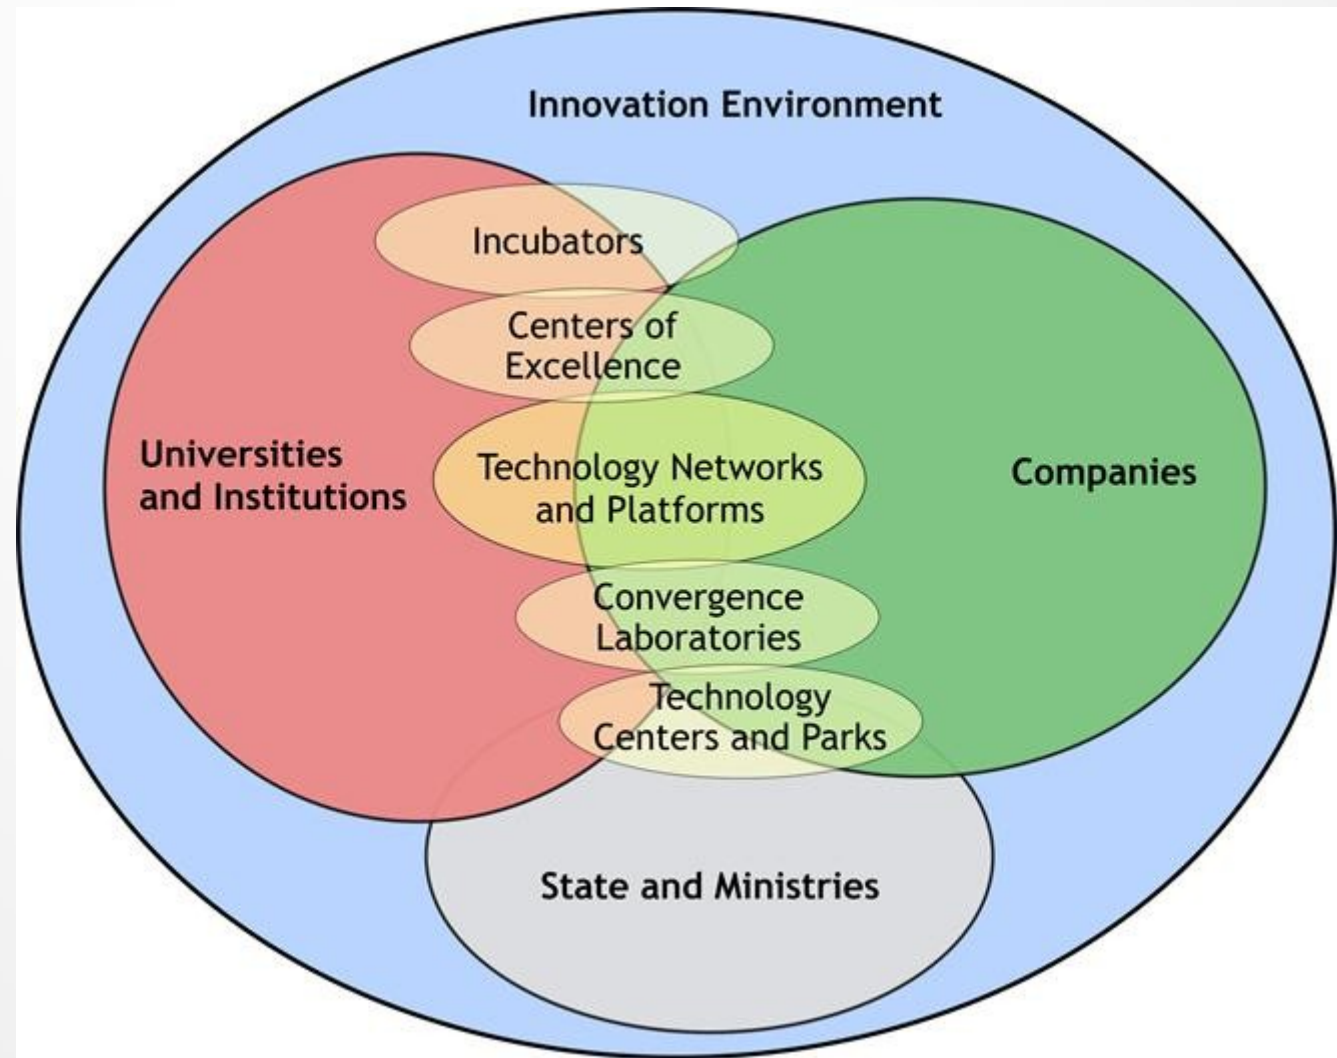 Innovation Environment
Incubators
Centers of
Excellence
Universities
and Institutions
Technology Networks
and Platforms
Companies
Convergence
Laboratories
Technology
Centers and Parks
State and Ministries